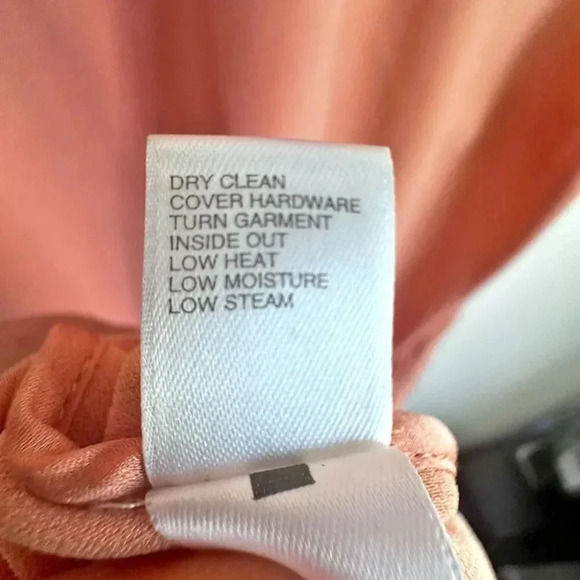 DRY CLEAN
COVER HARDWARE
TURN GARMENT
INSIDE OUT
LOW HEAT
LOW MOISTURE
LOW STEAM